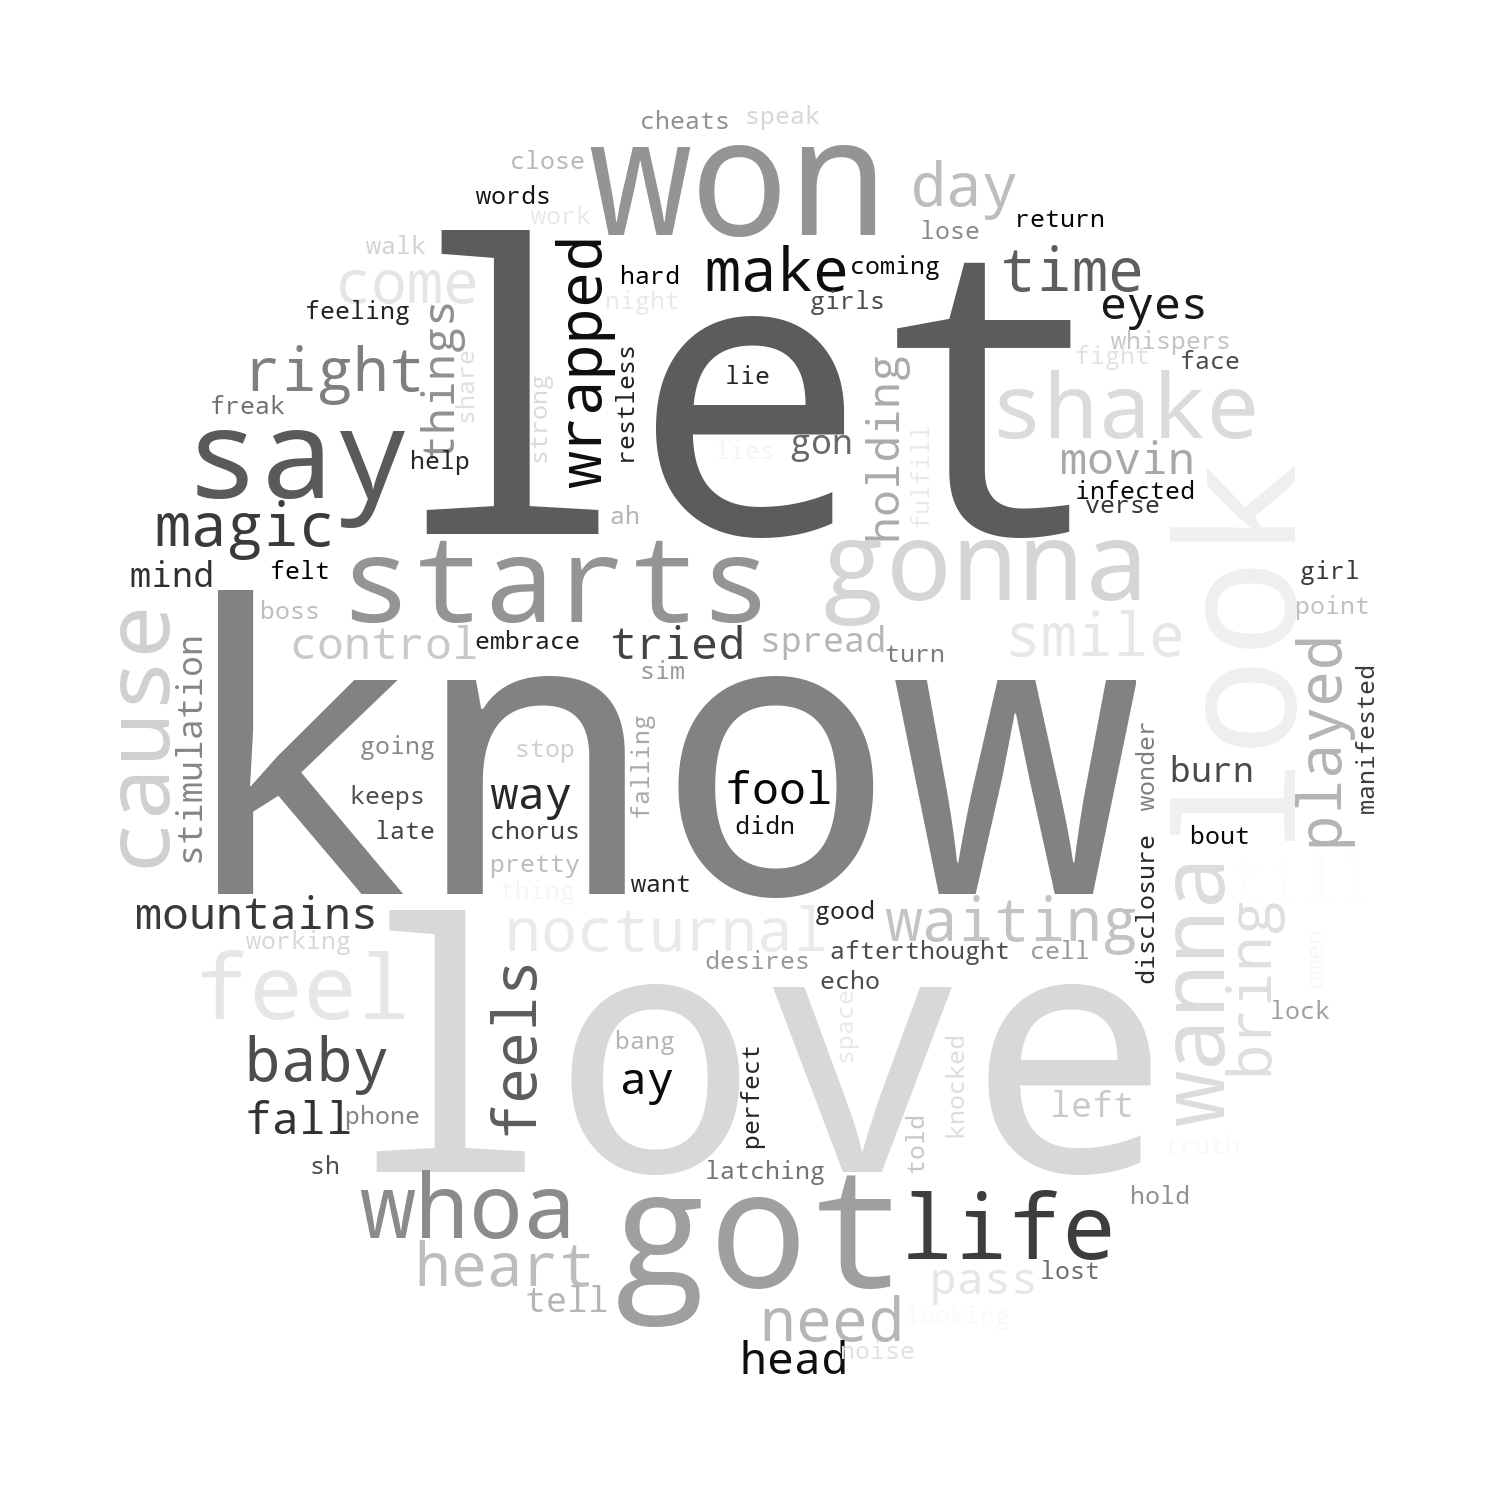 cheats
speak
won
close
day
words
work
return
lose
walk
let
wrapped
make
coming
time
come
hard
night
girls
eyes
feeling
things
whispers
right
share
restless
lie
holding
fight
face
strong
shake
freak
say
help
lies
gon
fulfill
movin
infected
verse
look
magic
ah
starts
gonna
mind
felt
girl
cause
boss
point
control
embrace
tried
spread
smile
stimulation
sim
turn
played
know
manifested
going
stop
falling
wonder
burn
keeps
way
fool
late
chorus
didn
bout
pretty
disclosure
till
thing
want
wanna
mountains
nocturnal
good
waiting
bring
working
afterthought
cell
omen
feel
love
feels
desires
echo
space
lock
baby
bang
ay
perfect
knocked
left
fall
phone
told
truth
sh
latching
hold
whoa
got
life
heart
lost
pass
tell
need
looking
head
noise